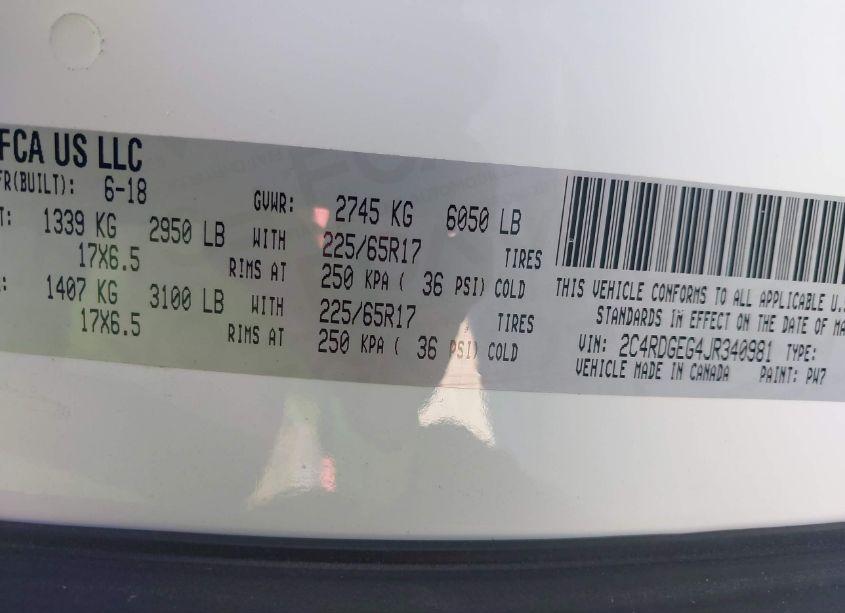 FCA US LLC
FR(BUILT): 6-18
GVWR: 2745 KG 6050 LB
T: 1339 KG 2950 LB WITH 225/65R17 TIRES
17X6.5 RIMS AT 250 KPA ( 36 PSI) COLD
: 1407 KG 3100 LB WITH 225/65R17 TIRES
17X6.5 RIMS AT 250 KPA ( 36 PSI) COLD
THIS VEHICLE CONFORMS TO ALL APPLICABLE U.S
STANDARDS IN EFFECT ON THE DATE OF MA
VIN: 2C4RDGEG4JR340981 TYPE:
VEHICLE MADE IN CANADA PAINT: PW7